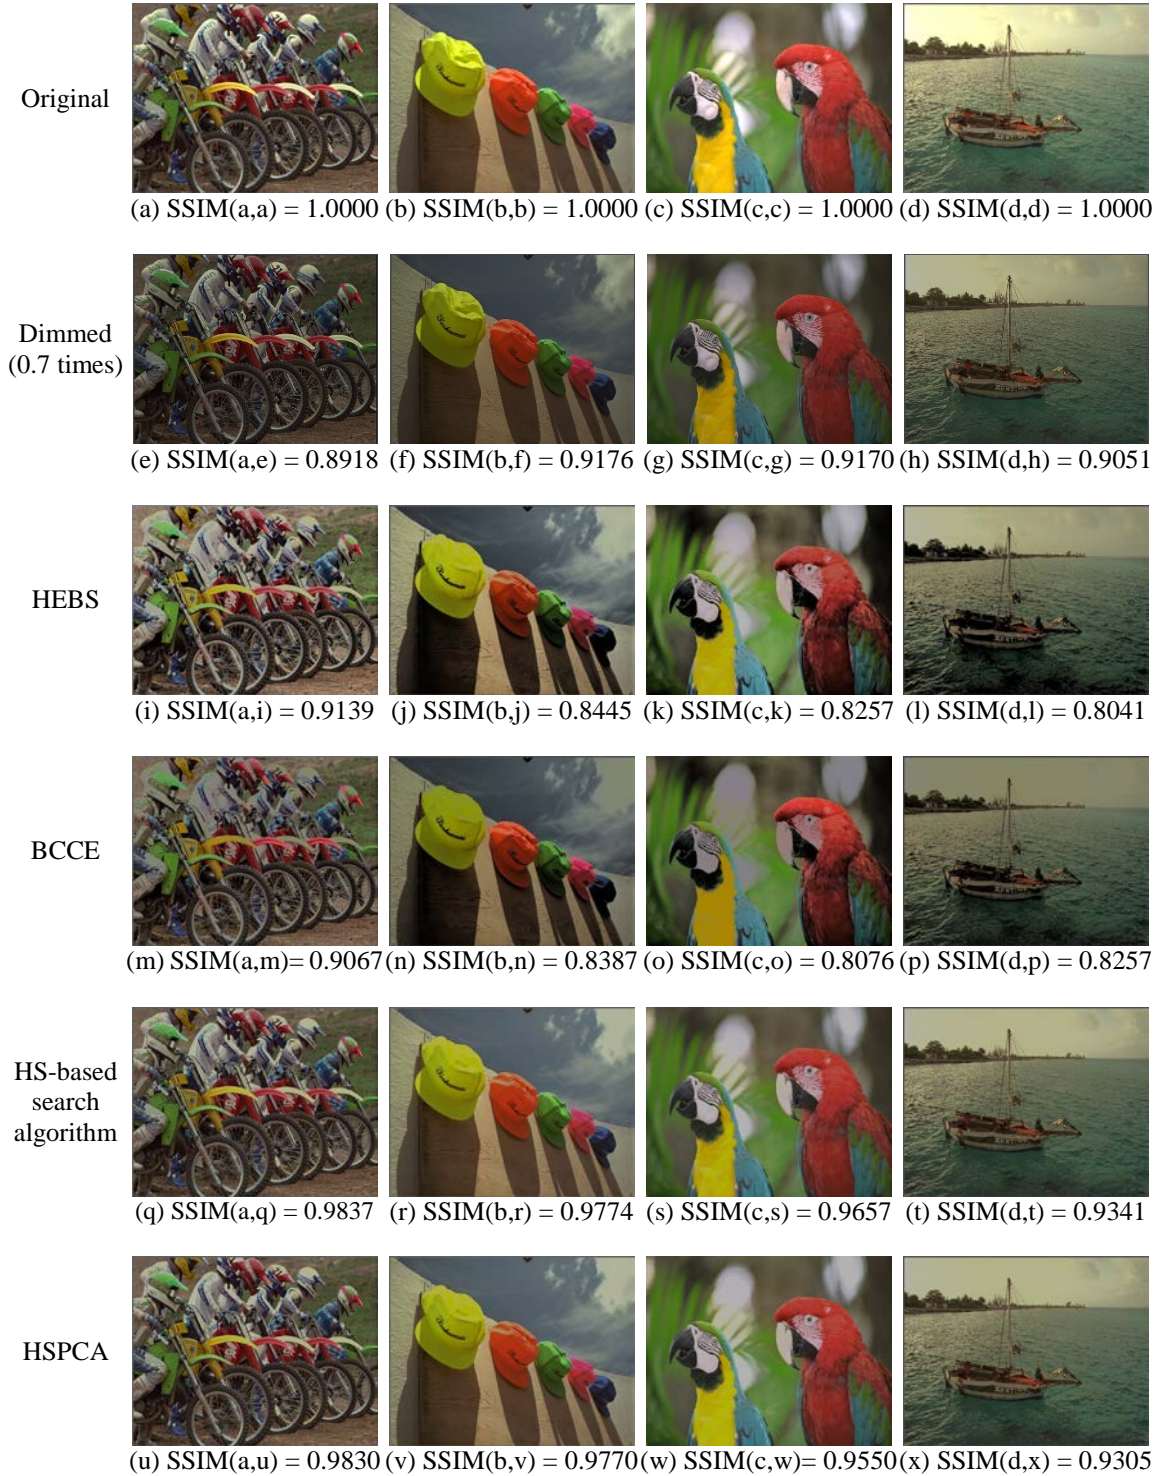 Original
(a) SSIM(a,a) = 1.0000 (b) SSIM(b,b) = 1.0000 (c) SSIM(c,c) = 1.0000 (d) SSIM(d,d) = 1.0000
Dimmed
(0.7 times)
(e) SSIM(a,e) = 0.8918 (f) SSIM(b,f) = 0.9176 (g) SSIM(c,g) = 0.9170 (h) SSIM(d,h) = 0.9051
HEBS
(i) SSIM(a,i) = 0.9139 (j) SSIM(b,j) = 0.8445 (k) SSIM(c,k) = 0.8257 (l) SSIM(d,l) = 0.8041
BCCE
(m) SSIM(a,m)= 0.9067 (n) SSIM(b,n) = 0.8387 (o) SSIM(c,o) = 0.8076 (p) SSIM(d,p) = 0.8257
HS-based
search
algorithm
(q) SSIM(a,q) = 0.9837 (r) SSIM(b,r) = 0.9774 (s) SSIM(c,s) = 0.9657 (t) SSIM(d,t) = 0.9341
HSPCA
(u) SSIM(a,u) = 0.9830 (v) SSIM(b,v) = 0.9770 (w) SSIM(c,w)= 0.9550 (x) SSIM(d,x) = 0.9305